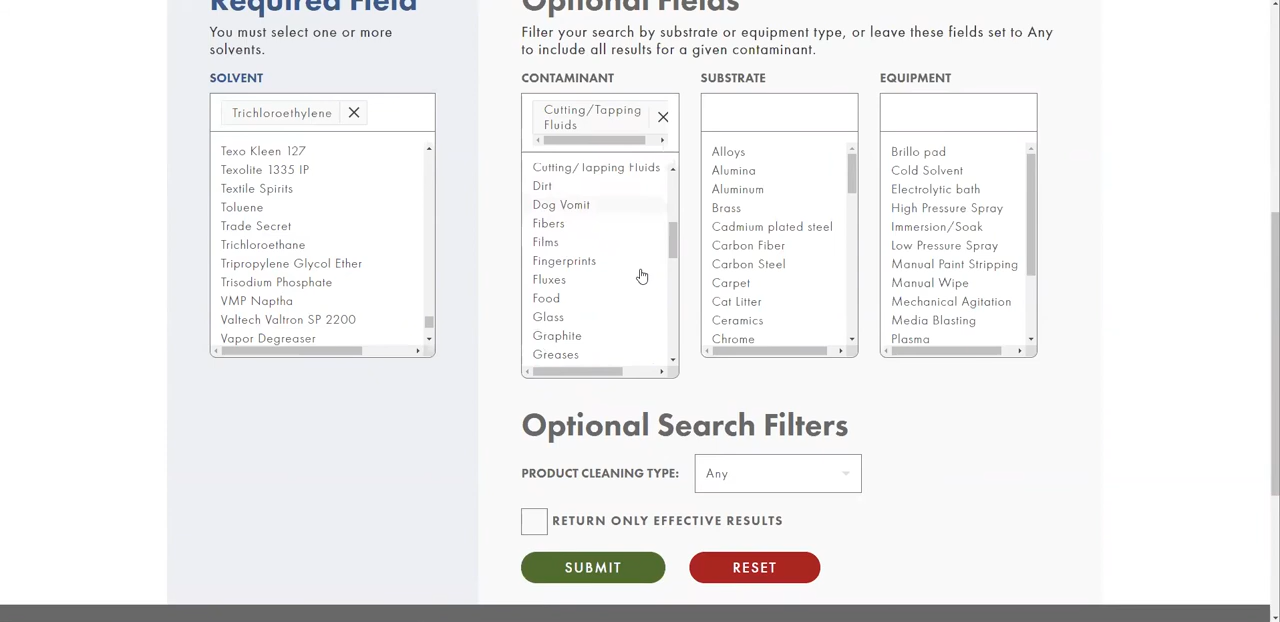 Required Field
You must select one or more
solvents.
SOLVENT
Trichloroethylene
Texo Kleen 127
Texolite 1335 IP
Textile Spirits
Toluene
Trade Secret
Trichloroethane
Tripropylene Glycol Ether
Trisodium Phosphate
VMP Naptha
Valtech Valtron SP 2200
Vapor Degreaser
Optional Fields
Filter your search by substrate or equipment type, or leave these fields set to Any
to include all results for a given contaminant.
CONTAMINANT
Cutting/Tapping
Fluids
Cutting/Tapping Fluids
Dirt
Dog Vomit
Fibers
Films
Fingerprints
Fluxes
Food
Glass
Graphite
Greases
SUBSTRATE
Alloys
Alumina
Aluminum
Brass
Cadmium plated steel
Carbon Fiber
Carbon Steel
Carpet
Cat Litter
Ceramics
Chrome
EQUIPMENT
Brillo pad
Cold Solvent
Electrolytic bath
High Pressure Spray
Immersion/Soak
Low Pressure Spray
Manual Paint Stripping
Manual Wipe
Mechanical Agitation
Media Blasting
Plasma
Optional Search Filters
PRODUCT CLEANING TYPE:
Any
RETURN ONLY EFFECTIVE RESULTS
SUBMIT
RESET